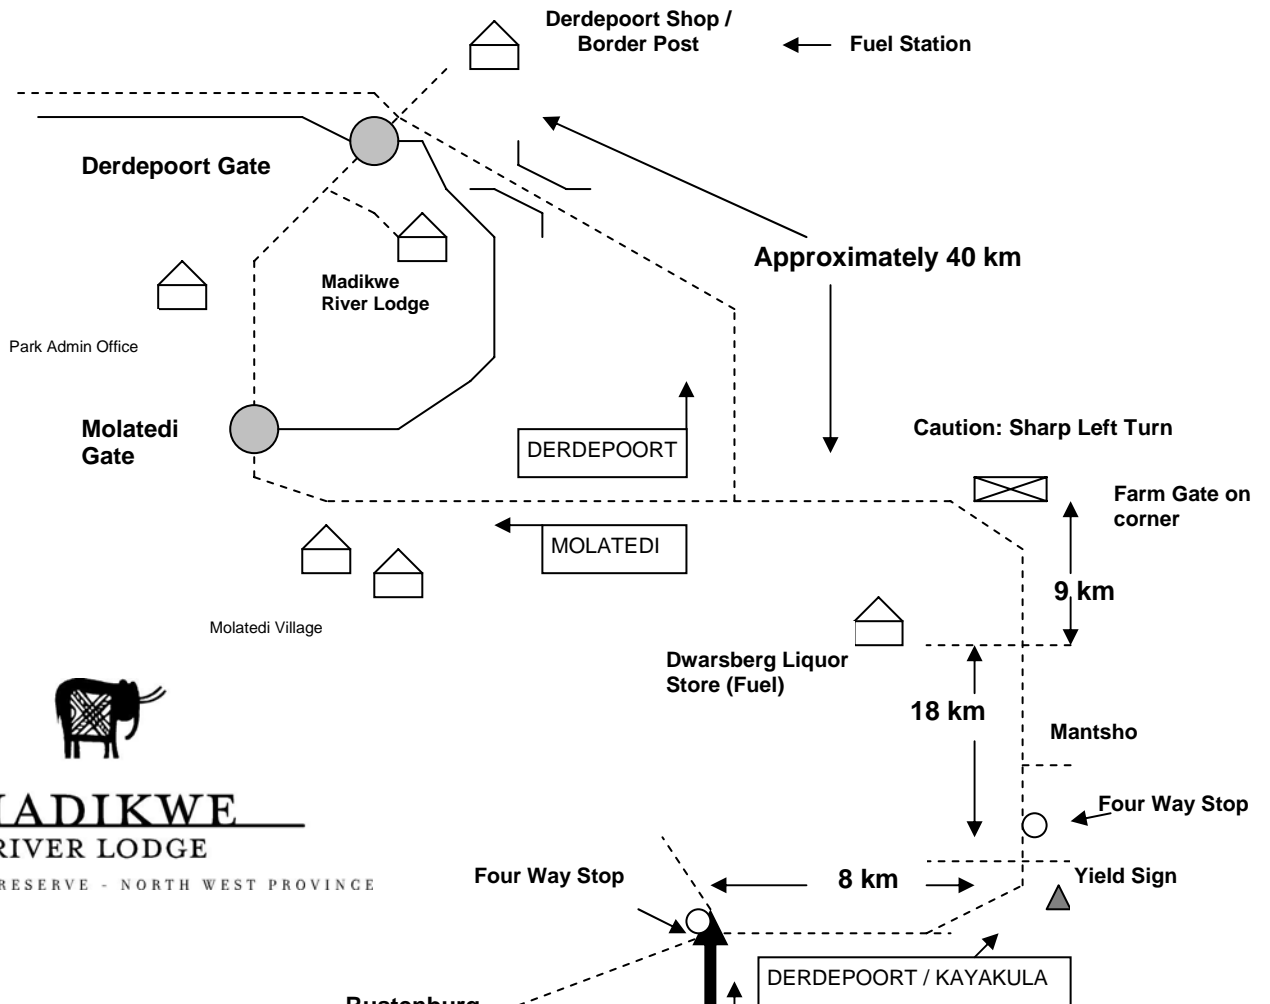 Derdepoort Shop /
Border Post
Fuel Station
Derdepoort Gate
Approximately 40 km
Madikwe
River Lodge
Park Admin Office
Molatedi
Gate
DERDEPOORT
Caution: Sharp Left Turn
Farm Gate on
corner
MOLATEDI
9 km
Molatedi Village
Dwarsberg Liquor
Store (Fuel)
18 km
Mantsho
Four Way Stop
MADIKWE
RIVER LODGE
RESERVE - NORTH WEST PROVINCE
Four Way Stop
8 km
Yield Sign
DERDEPOORT / KAYAKULA
Rustenburg